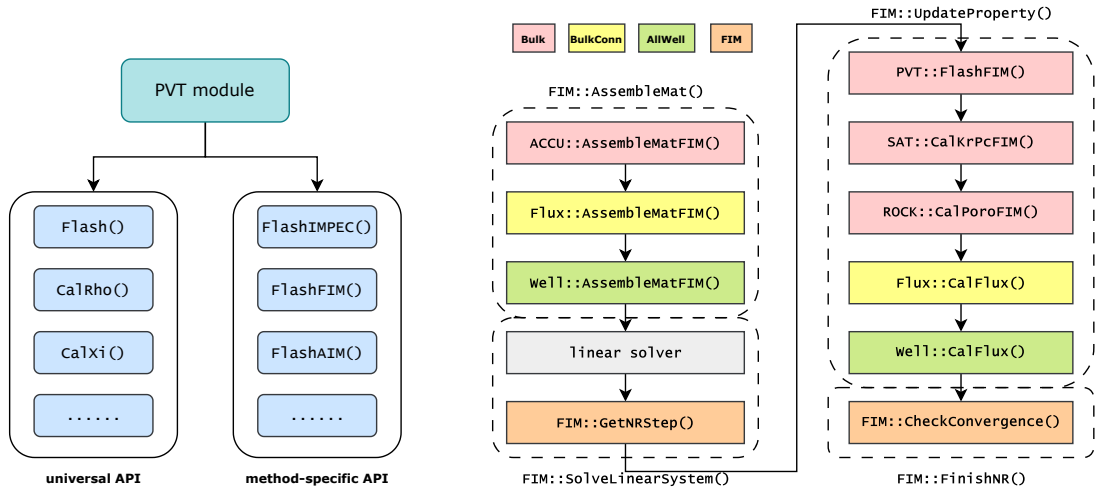 PVT module
Flash()
CalRho()
CalXi()
......
universal API
FlashIMPEC()
FlashFIM()
FlashAIM()
......
method-specific API
Bulk
BulkConn
AllWell
FIM
FIM::AssembleMat()
ACCU::AssembleMatFIM()
Flux::AssembleMatFIM()
Well::AssembleMatFIM()
linear solver
FIM::GetNRStep()
FIM::SolveLinearSystem()
FIM::UpdateProperty()
PVT::FlashFIM()
SAT::CalKrPcFIM()
ROCK::CalPoroFIM()
Flux::CalFlux()
Well::CalFlux()
FIM::CheckConvergence()
FIM::FinishNR()